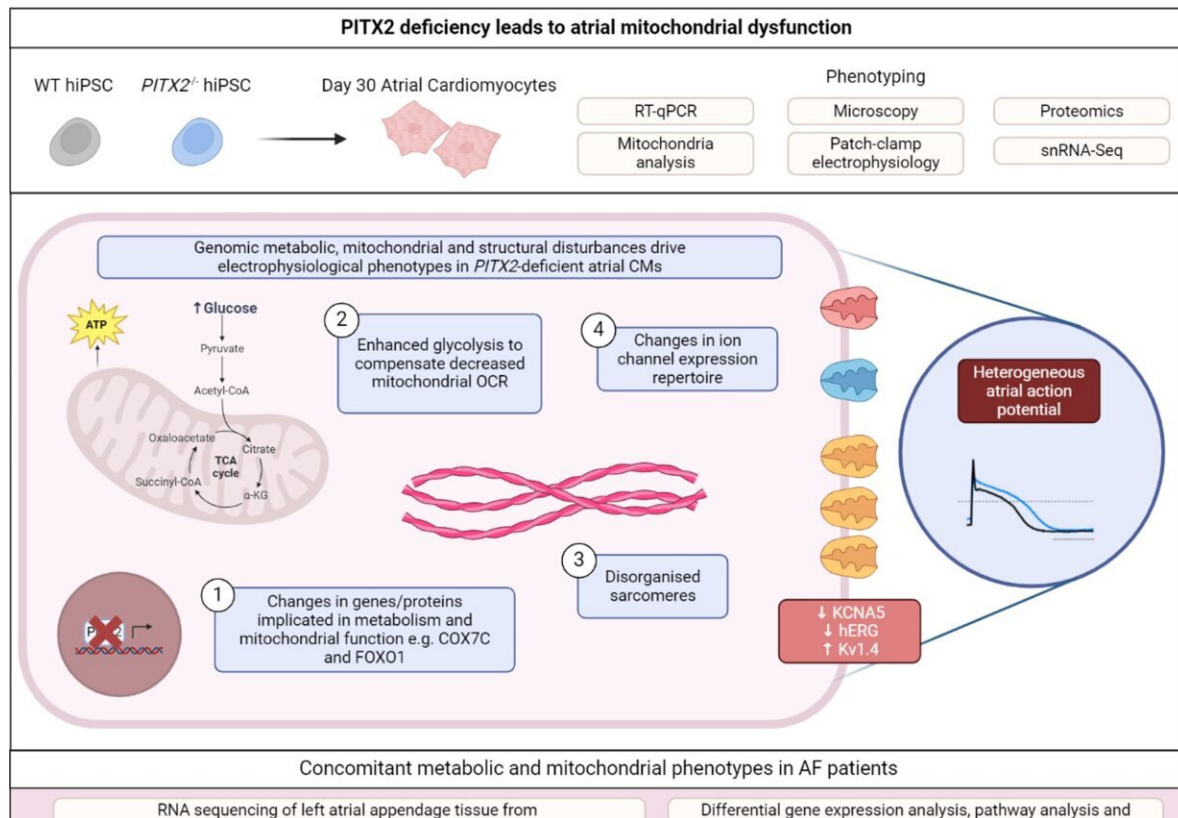 PITX2 deficiency leads to atrial mitochondrial dysfunction
WT hiPSC
PITX2-/- hiPSC
Day 30 Atrial Cardiomyocytes
Phenotyping
RT-qPCR
Microscopy
Proteomics
Mitochondria
analysis
Patch-clamp
electrophysiology
snRNA-Seq
Genomic metabolic, mitochondrial and structural disturbances drive
electrophysiological phenotypes in PITX2-deficient atrial CMs
ATP
↑ Glucose
Pyruvate
Acetyl-CoA
Oxaloacetate
Citrate
TCA
cycle
Succinyl-CoA
α-KG
2
Enhanced glycolysis to
compensate decreased
mitochondrial OCR
4
Changes in ion
channel expression
repertoire
Heterogeneous
atrial action
potential
1
Changes in genes/proteins
implicated in metabolism and
mitochondrial function e.g. COX7C
and FOXO1
3
Disorganised
sarcomeres
↓ KCNA5
↓ hERG
↑ Kv1.4
Concomitant metabolic and mitochondrial phenotypes in AF patients
RNA sequencing of left atrial appendage tissue from
Differential gene expression analysis, pathway analysis and